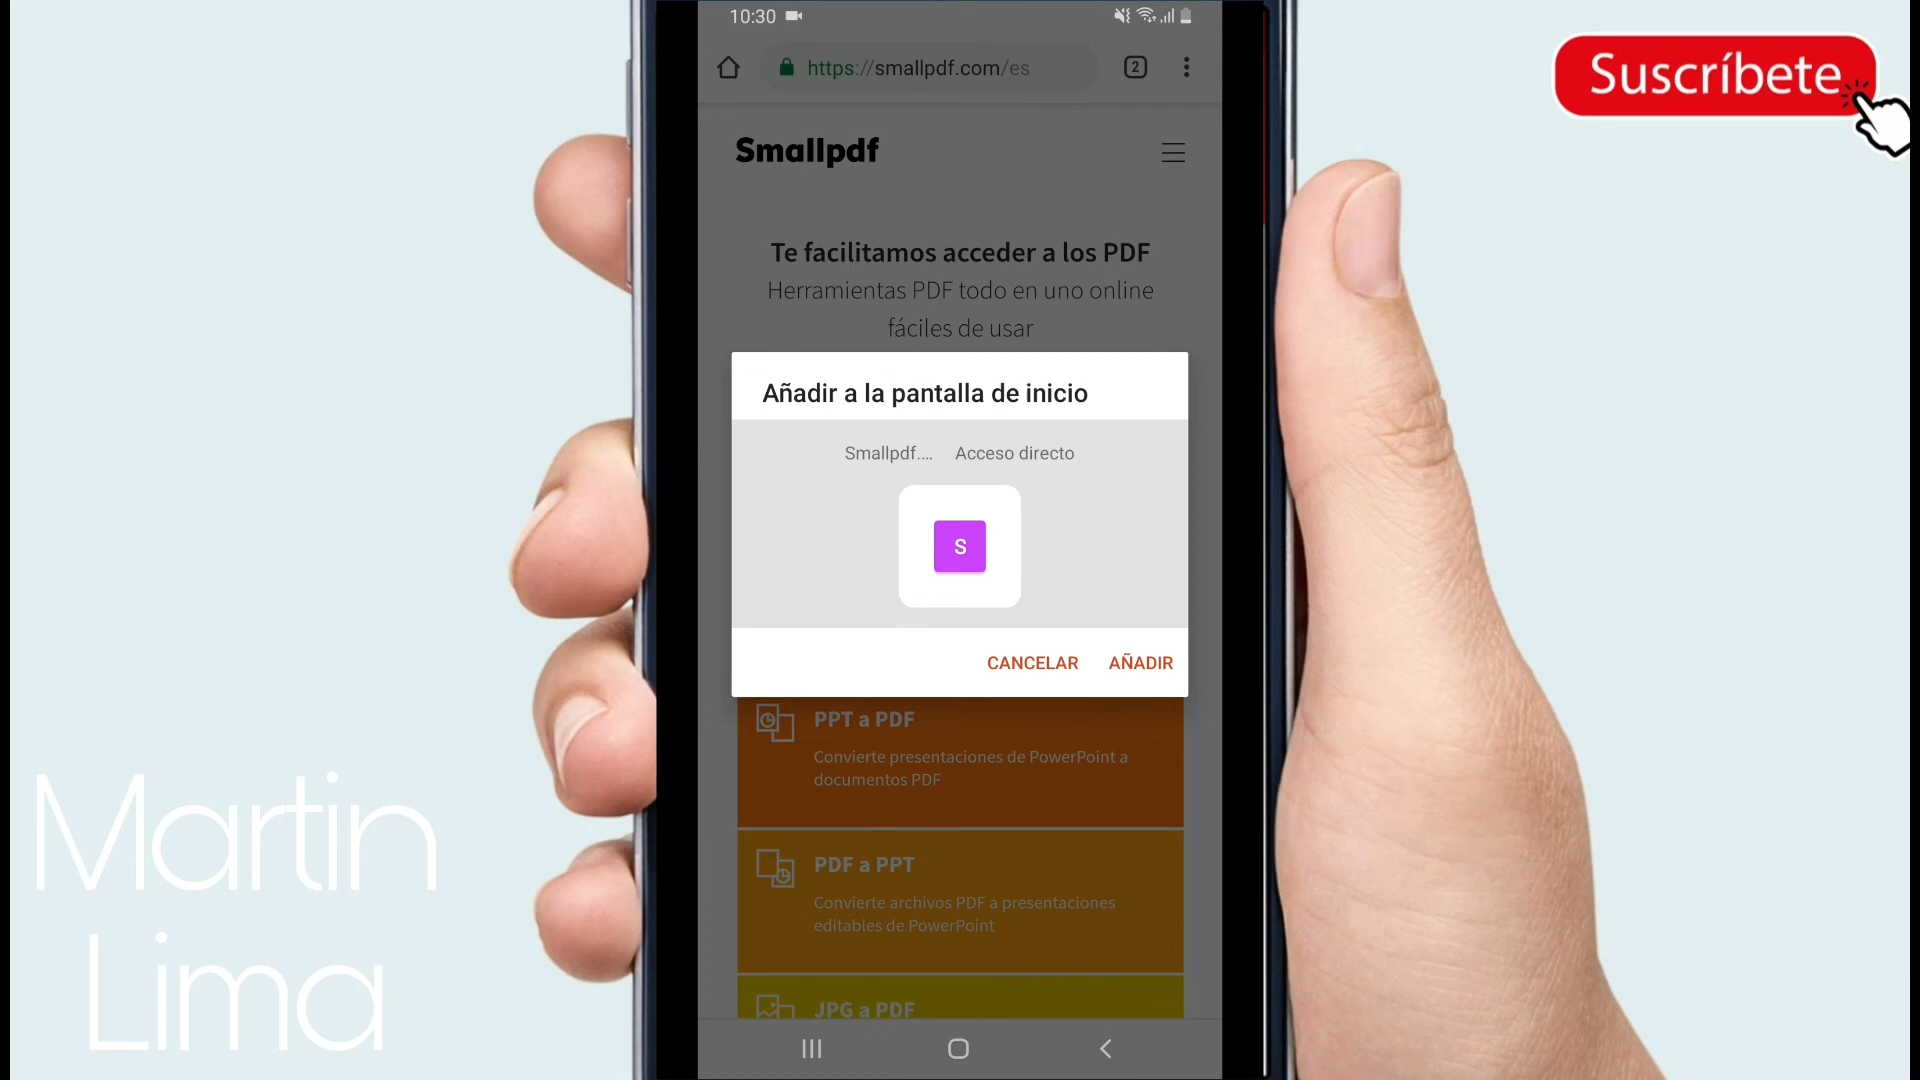 10:30
https://smallpdf.com/es
2
Suscríbete
Smallpdf
Te facilitamos acceder a los PDF
Herramientas PDF todo en uno online
fáciles de usar
Añadir a la pantalla de inicio
Smallpdf.... Acceso directo
S
CANCELAR AÑADIR
PPT a PDF
Convierte presentaciones de PowerPoint a
documentos PDF
PDF a PPT
Convierte archivos PDF a presentaciones
editables de PowerPoint
JPG a PDF
Martin
Lima